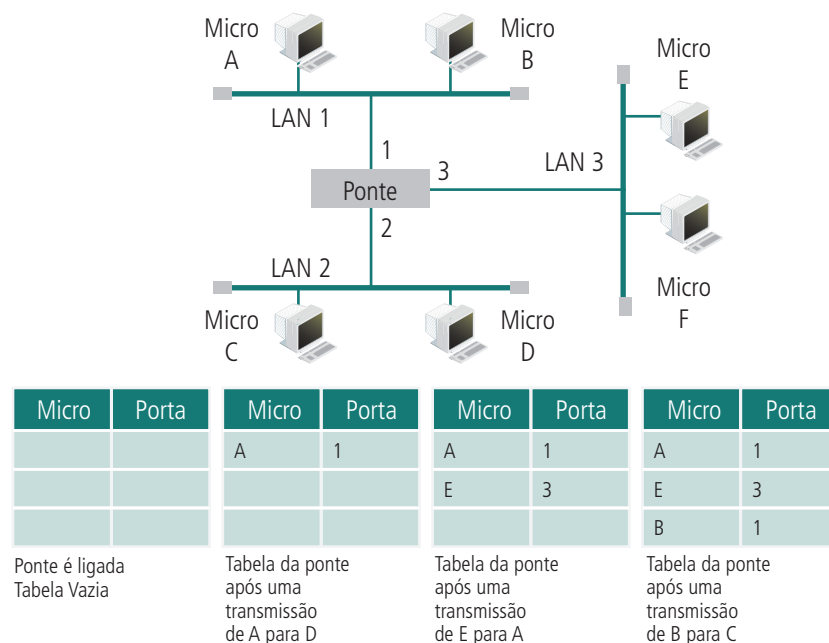 Micro
A
Micro
B
Micro
E
LAN 1
1
3
LAN 3
Ponte
2
LAN 2
Micro
C
Micro
D
Micro
F
Micro Porta
Ponte é ligada
Tabela Vazia
Micro Porta
A 1
Tabela da ponte
após uma
transmissão
de A para D
Micro Porta
A 1
E 3
Tabela da ponte
após uma
transmissão
de E para A
Micro Porta
A 1
E 3
B 1
Tabela da ponte
após uma
transmissão
de B para C